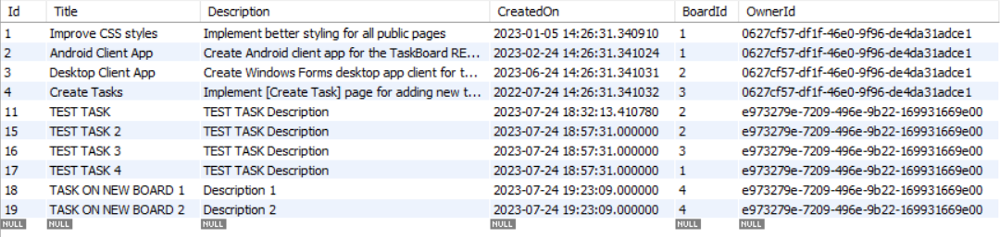 Id Title Description CreatedOn BoardId OwnerId
1 Improve CSS styles Implement better styling for all public pages 2023-01-05 14:26:31.340910 1 0627cf57-df1f-46e0-9f96-de4da31adce1
2 Android Client App Create Android client app for the TaskBoard RE... 2023-02-24 14:26:31.341024 1 0627cf57-df1f-46e0-9f96-de4da31adce1
3 Desktop Client App Create Windows Forms desktop app client for t... 2023-06-24 14:26:31.341031 2 0627cf57-df1f-46e0-9f96-de4da31adce1
4 Create Tasks Implement [Create Task] page for adding new t... 2022-07-24 14:26:31.341032 3 0627cf57-df1f-46e0-9f96-de4da31adce1
11 TEST TASK TEST TASK Description 2023-07-24 18:32:13.410780 2 e973279e-7209-496e-9b22-169931669e00
15 TEST TASK 2 TEST TASK Description 2023-07-24 18:57:31.000000 2 e973279e-7209-496e-9b22-169931669e00
16 TEST TASK 3 TEST TASK Description 2023-07-24 18:57:31.000000 3 e973279e-7209-496e-9b22-169931669e00
17 TEST TASK 4 TEST TASK Description 2023-07-24 18:57:31.000000 1 e973279e-7209-496e-9b22-169931669e00
18 TASK ON NEW BOARD 1 Description 1 2023-07-24 19:23:09.000000 4 e973279e-7209-496e-9b22-169931669e00
19 TASK ON NEW BOARD 2 Description 2 2023-07-24 19:23:09.000000 4 e973279e-7209-496e-9b22-169931669e00
NULL NULL NULL NULL NULL NULL